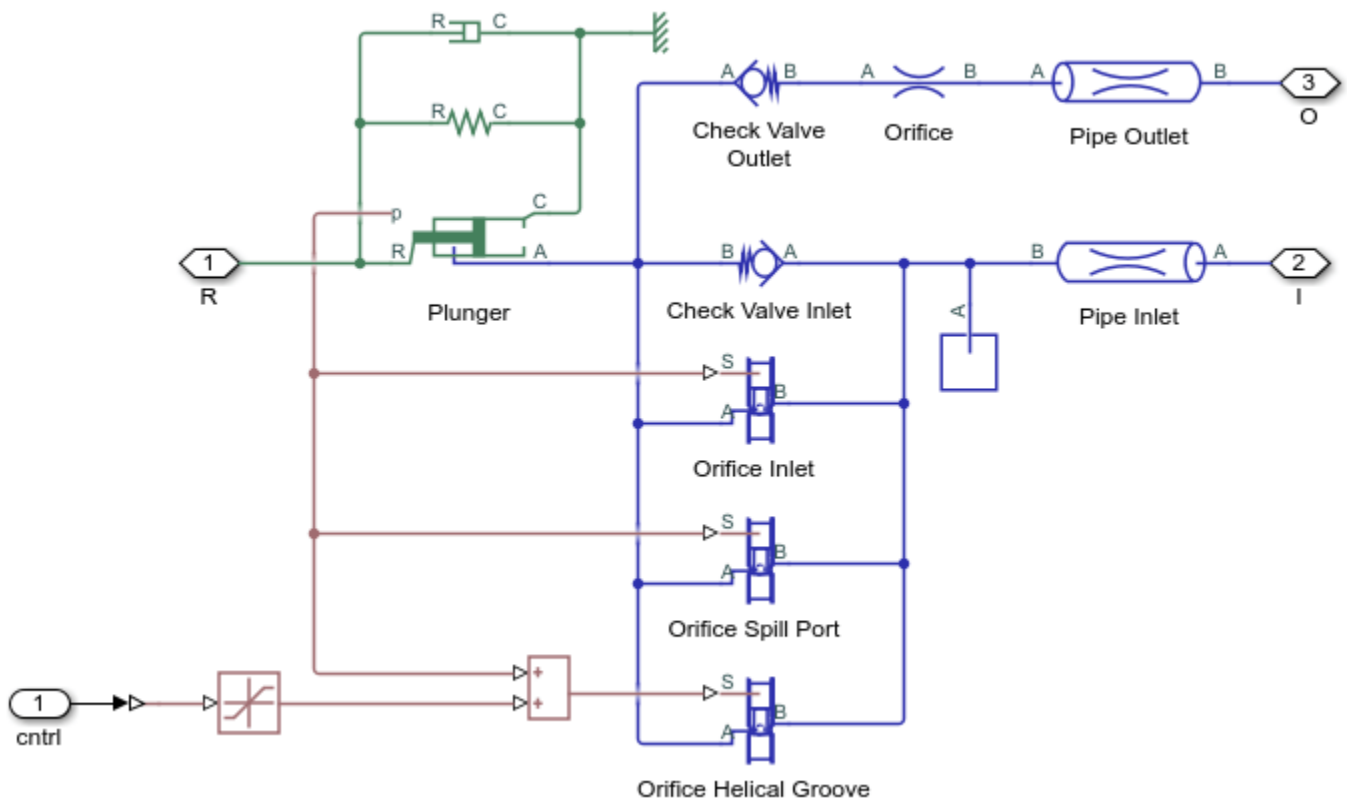 R C
A B A B A B
3
O
Check Valve
Outlet
Orifice
Pipe Outlet
R C
C
p
R A
B A
B A
1
R
2
I
Plunger
Check Valve Inlet
A
Pipe Inlet
S
B
A
Orifice Inlet
S
B
A
Orifice Spill Port
+
+
S
B
A
1
cntrl
Orifice Helical Groove